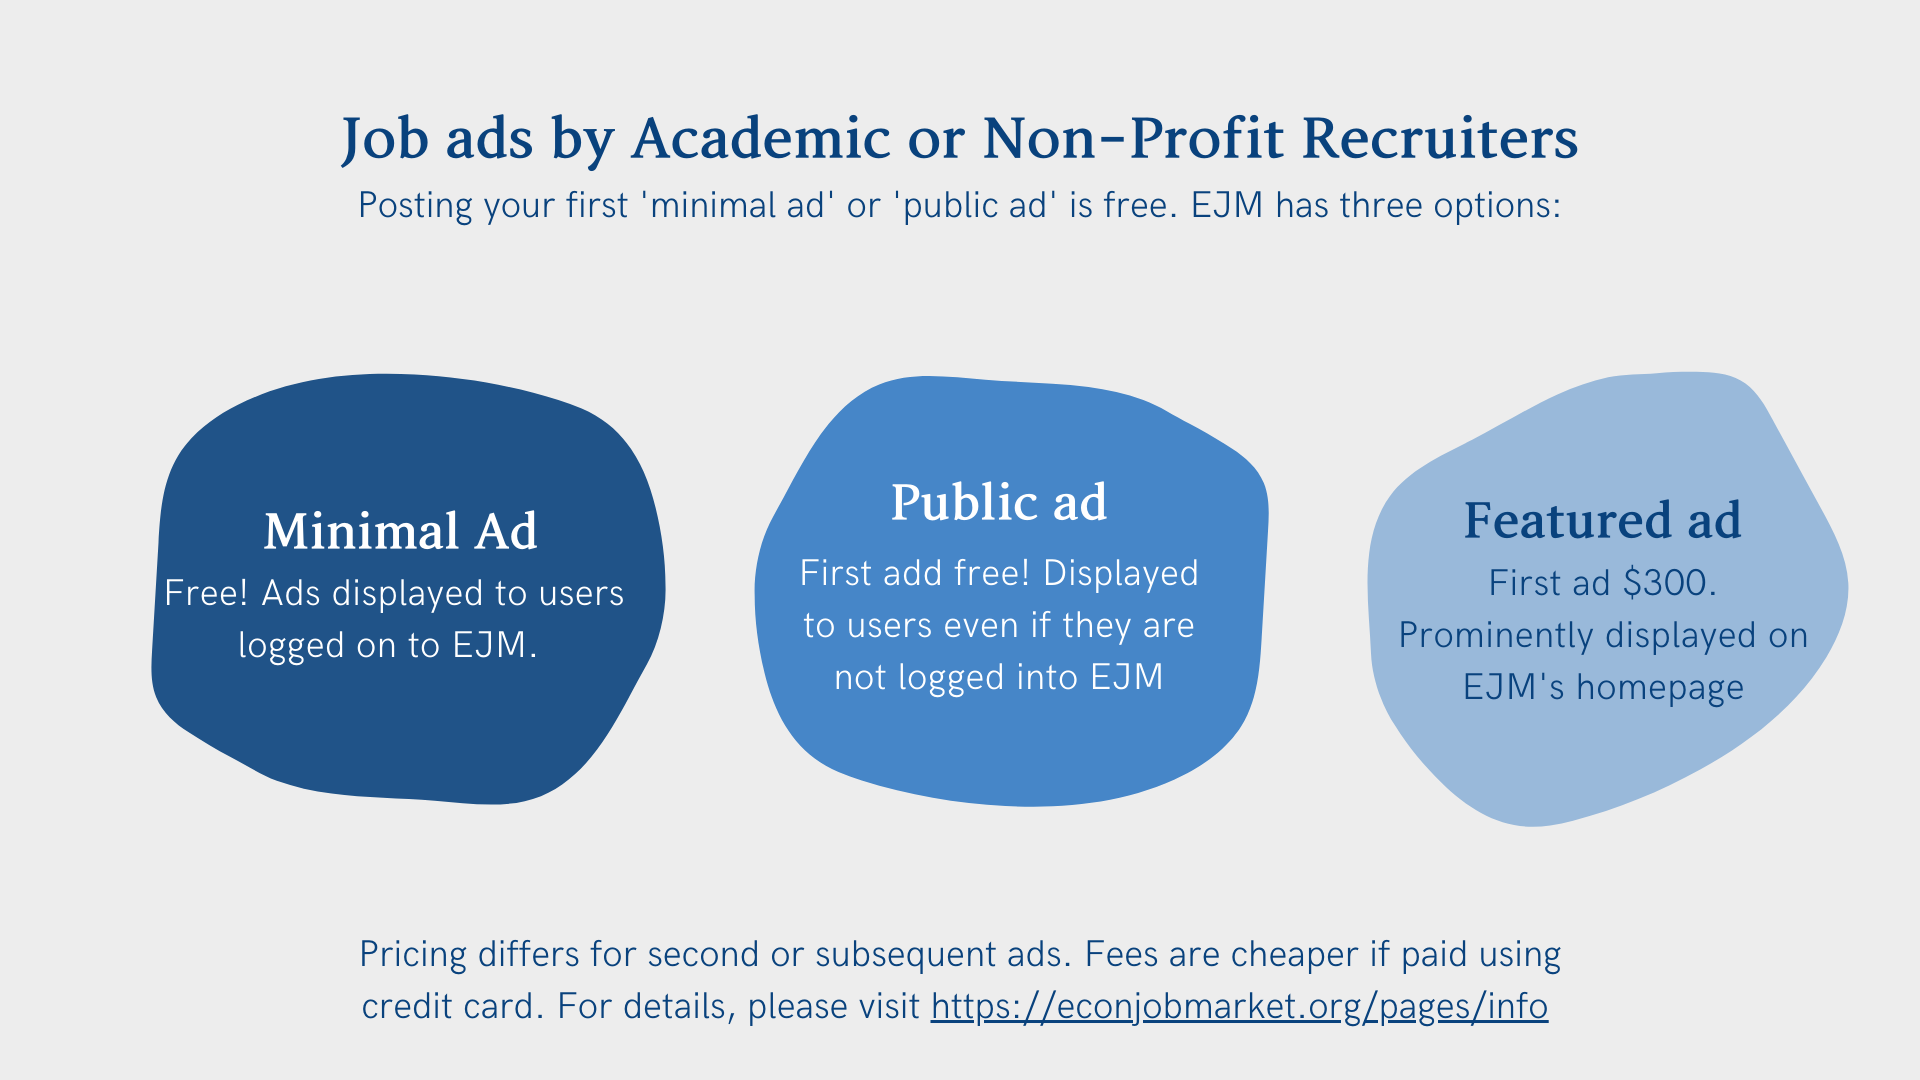 Job ads by Academic or Non-Profit Recruiters
Posting your first 'minimal ad' or 'public ad' is free. EJM has three options:
Minimal Ad
Free! Ads displayed to users
logged on to EJM.
Public ad
First add free! Displayed
to users even if they are
not logged into EJM
Featured ad
First ad $300.
Prominently displayed on
EJM's homepage
Pricing differs for second or subsequent ads. Fees are cheaper if paid using
credit card. For details, please visit https://econjobmarket.org/pages/info